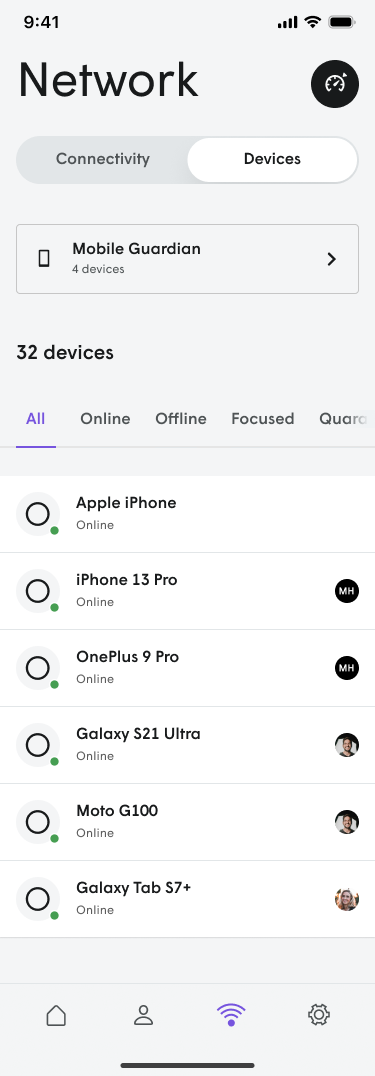 9:41
Network
Connectivity
Devices
Mobile Guardian
4 devices
32 devices
All
Online
Offline
Focused
Quara
Apple iPhone
Online
iPhone 13 Pro
Online
MH
OnePlus 9 Pro
Online
MH
Galaxy S21 Ultra
Online
Moto G100
Online
Galaxy Tab S7+
Online